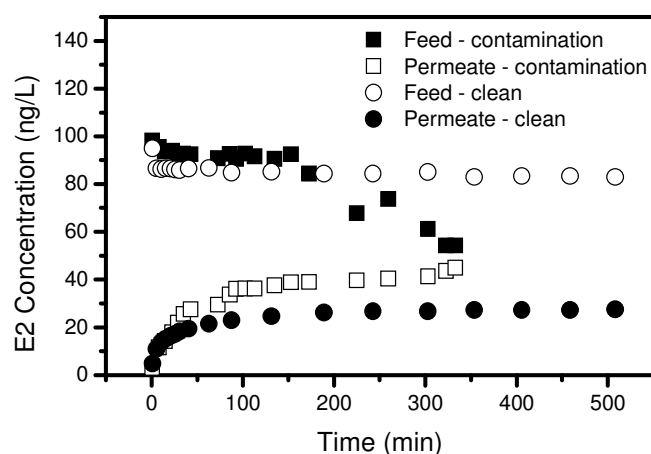 140
120
100
80
60
40
20
0
E2 Concentration (ng/L)
Feed - contamination
Permeate - contamination
Feed - clean
Permeate - clean
0 100 200 300 400 500
Time (min)